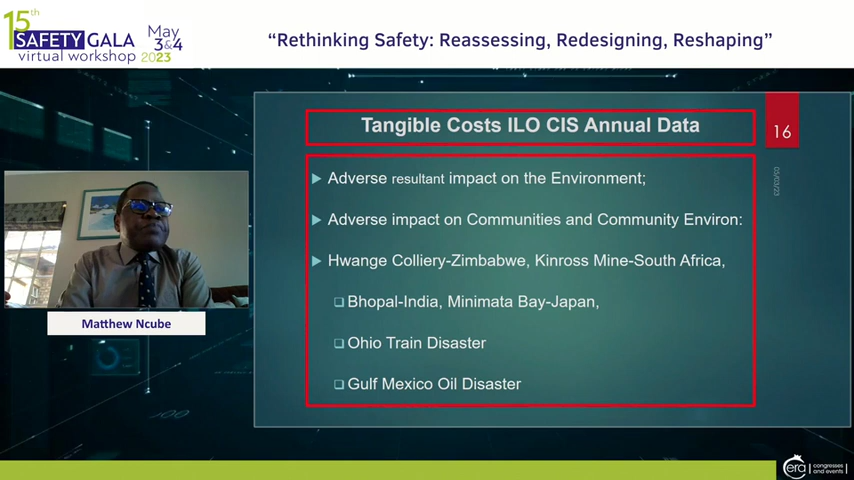 15th
SAFETY GALA
virtual workshop
May
3&4
2023
“Rethinking Safety: Reassessing, Redesigning, Reshaping”
Tangible Costs ILO CIS Annual Data
16
03/03/23
Adverse resultant impact on the Environment;
Adverse impact on Communities and Community Environ:
Hwange Colliery-Zimbabwe, Kinross Mine-South Africa,
Bhopal-India, Minimata Bay-Japan,
Ohio Train Disaster
Gulf Mexico Oil Disaster
Matthew Ncube
era
congresses
and events